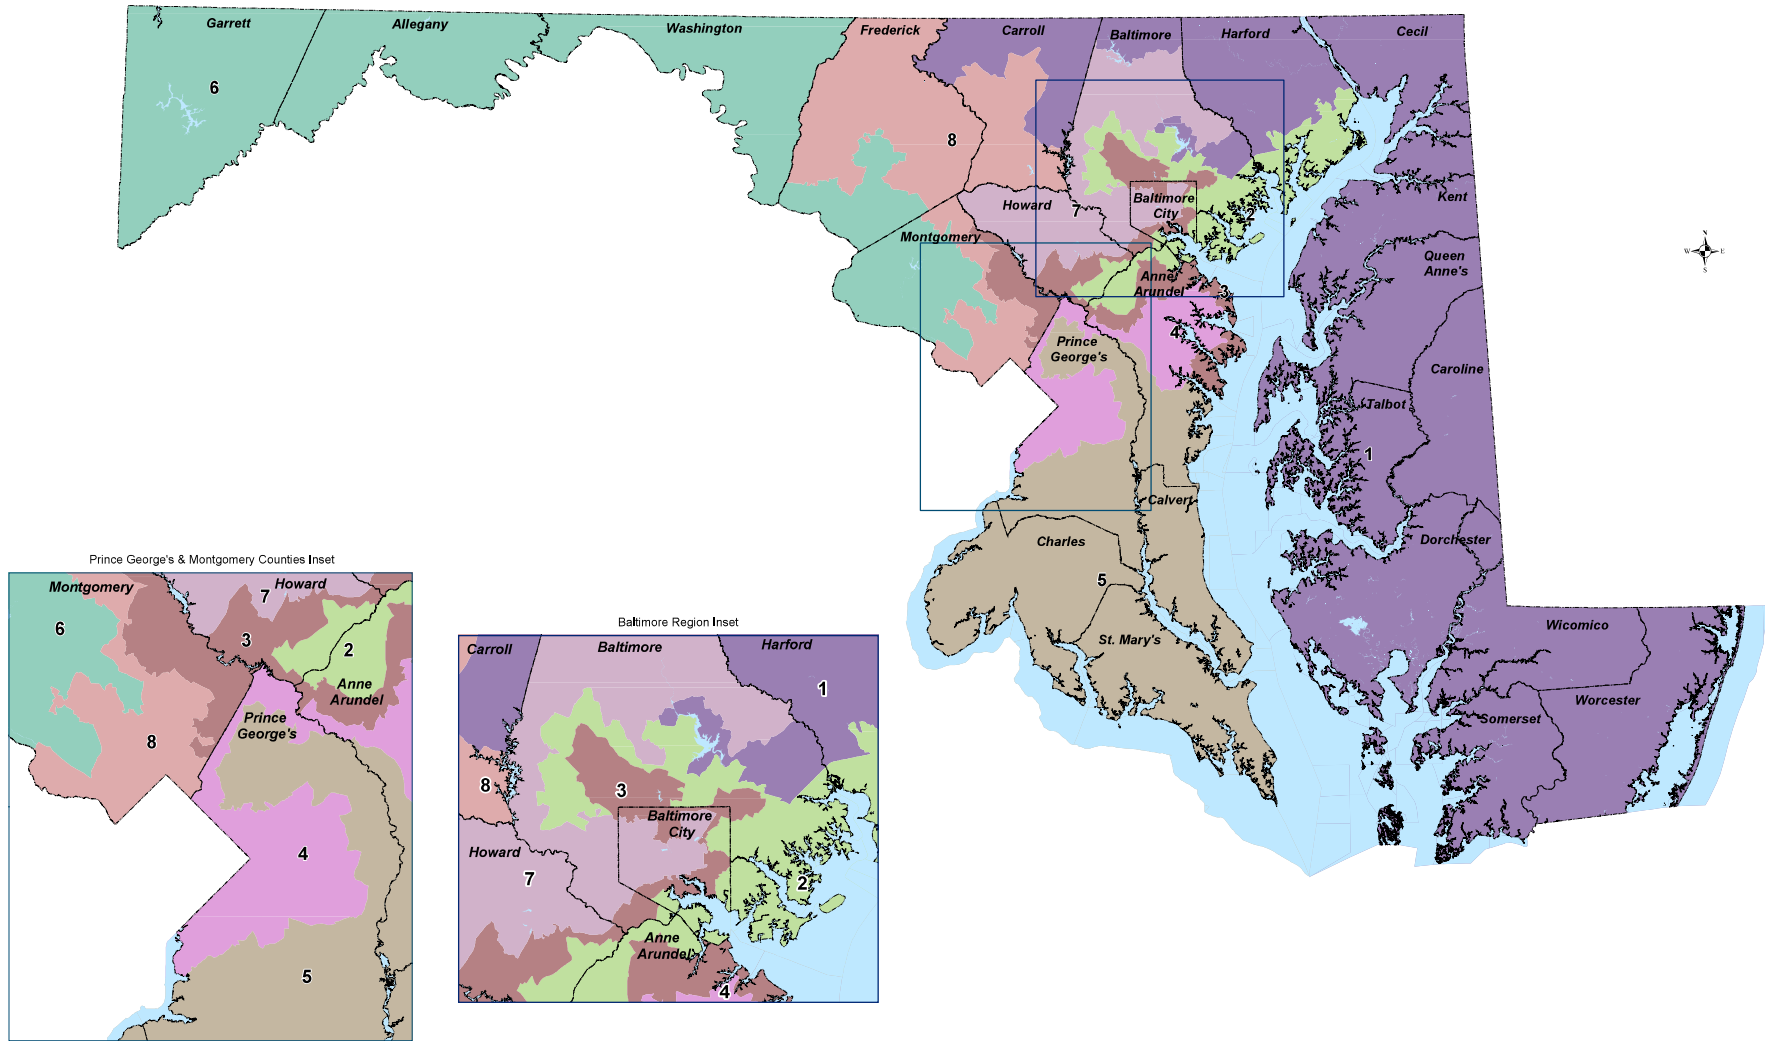 Garrett
Allegany
Washington
Frederick
Carroll
Baltimore
Harford
Cecil
6
8
Howard
7
Baltimore
City
2
Kent
Montgomery
Queen
Anne's
N
W
E
S
Anne
Arundel
3
4
Prince
George's
Caroline
Talbot
1
Calvert
Charles
5
Dorchester
St. Mary's
Wicomico
Worcester
Somerset
Prince George's & Montgomery Counties Inset
Montgomery
Howard
7
6
3
2
Anne
Arundel
Prince
George's
8
4
5
Baltimore Region Inset
Carroll
Baltimore
Harford
1
8
3
Baltimore
City
Howard
7
2
Anne
Arundel
4